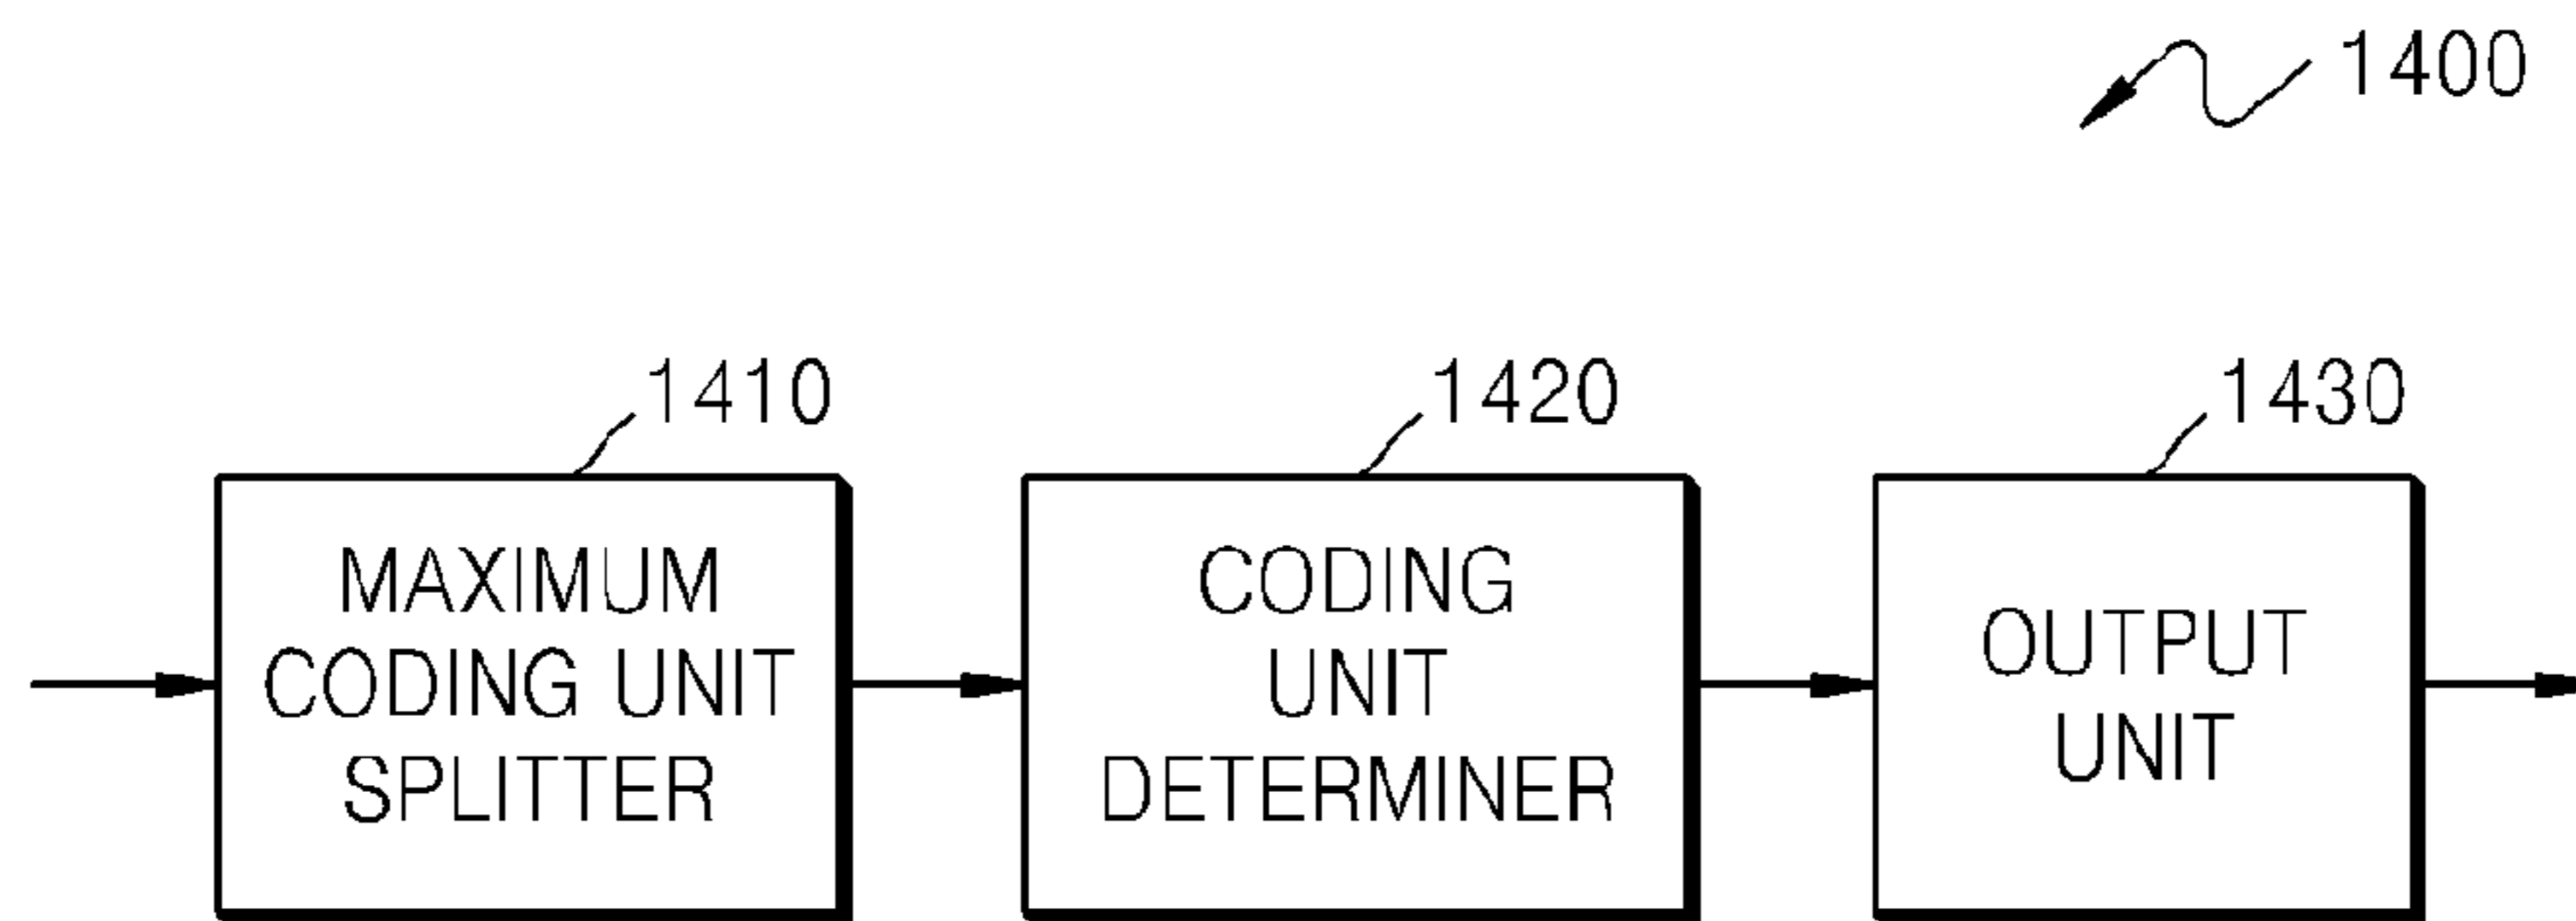 1400
1410
1420
1430
MAXIMUM
CODING UNIT
SPLITTER
CODING
UNIT
DETERMINER
OUTPUT
UNIT